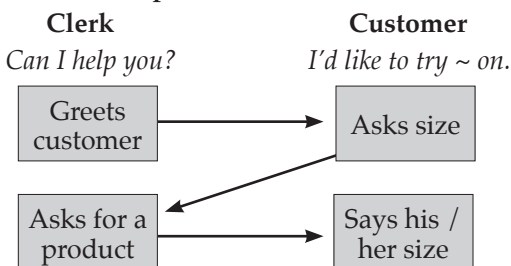 Clerk
Customer
Can I help you?
I'd like to try ~ on.
Greets
customer
Asks size
Asks for a
product
Says his /
her size